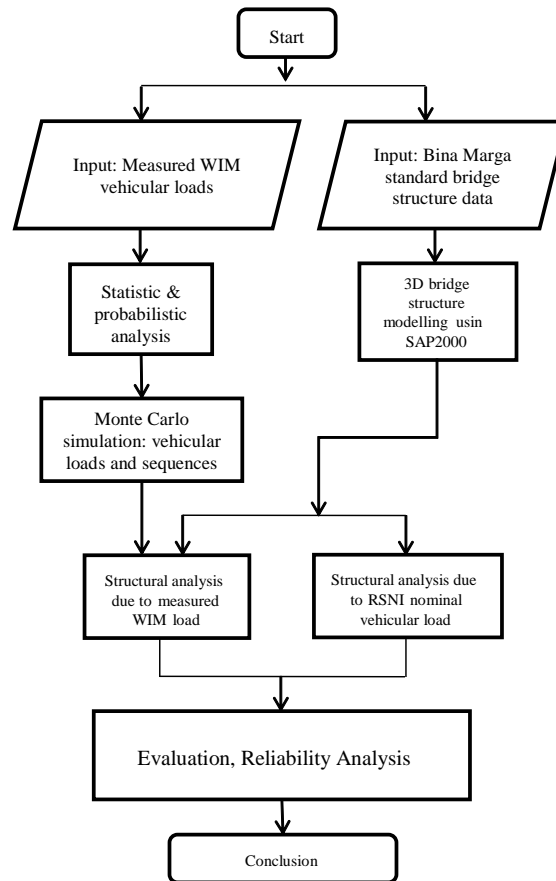 Start
Input: Measured WIM
vehicular loads
Input: Bina Marga
standard bridge
structure data
Statistic &
probabilistic
analysis
3D bridge
structure
modelling usin
SAP2000
Monte Carlo
simulation: vehicular
loads and sequences
Structural analysis
due to measured
WIM load
Structural analysis due
to RSNI nominal
vehicular load
Evaluation, Reliability Analysis
Conclusion